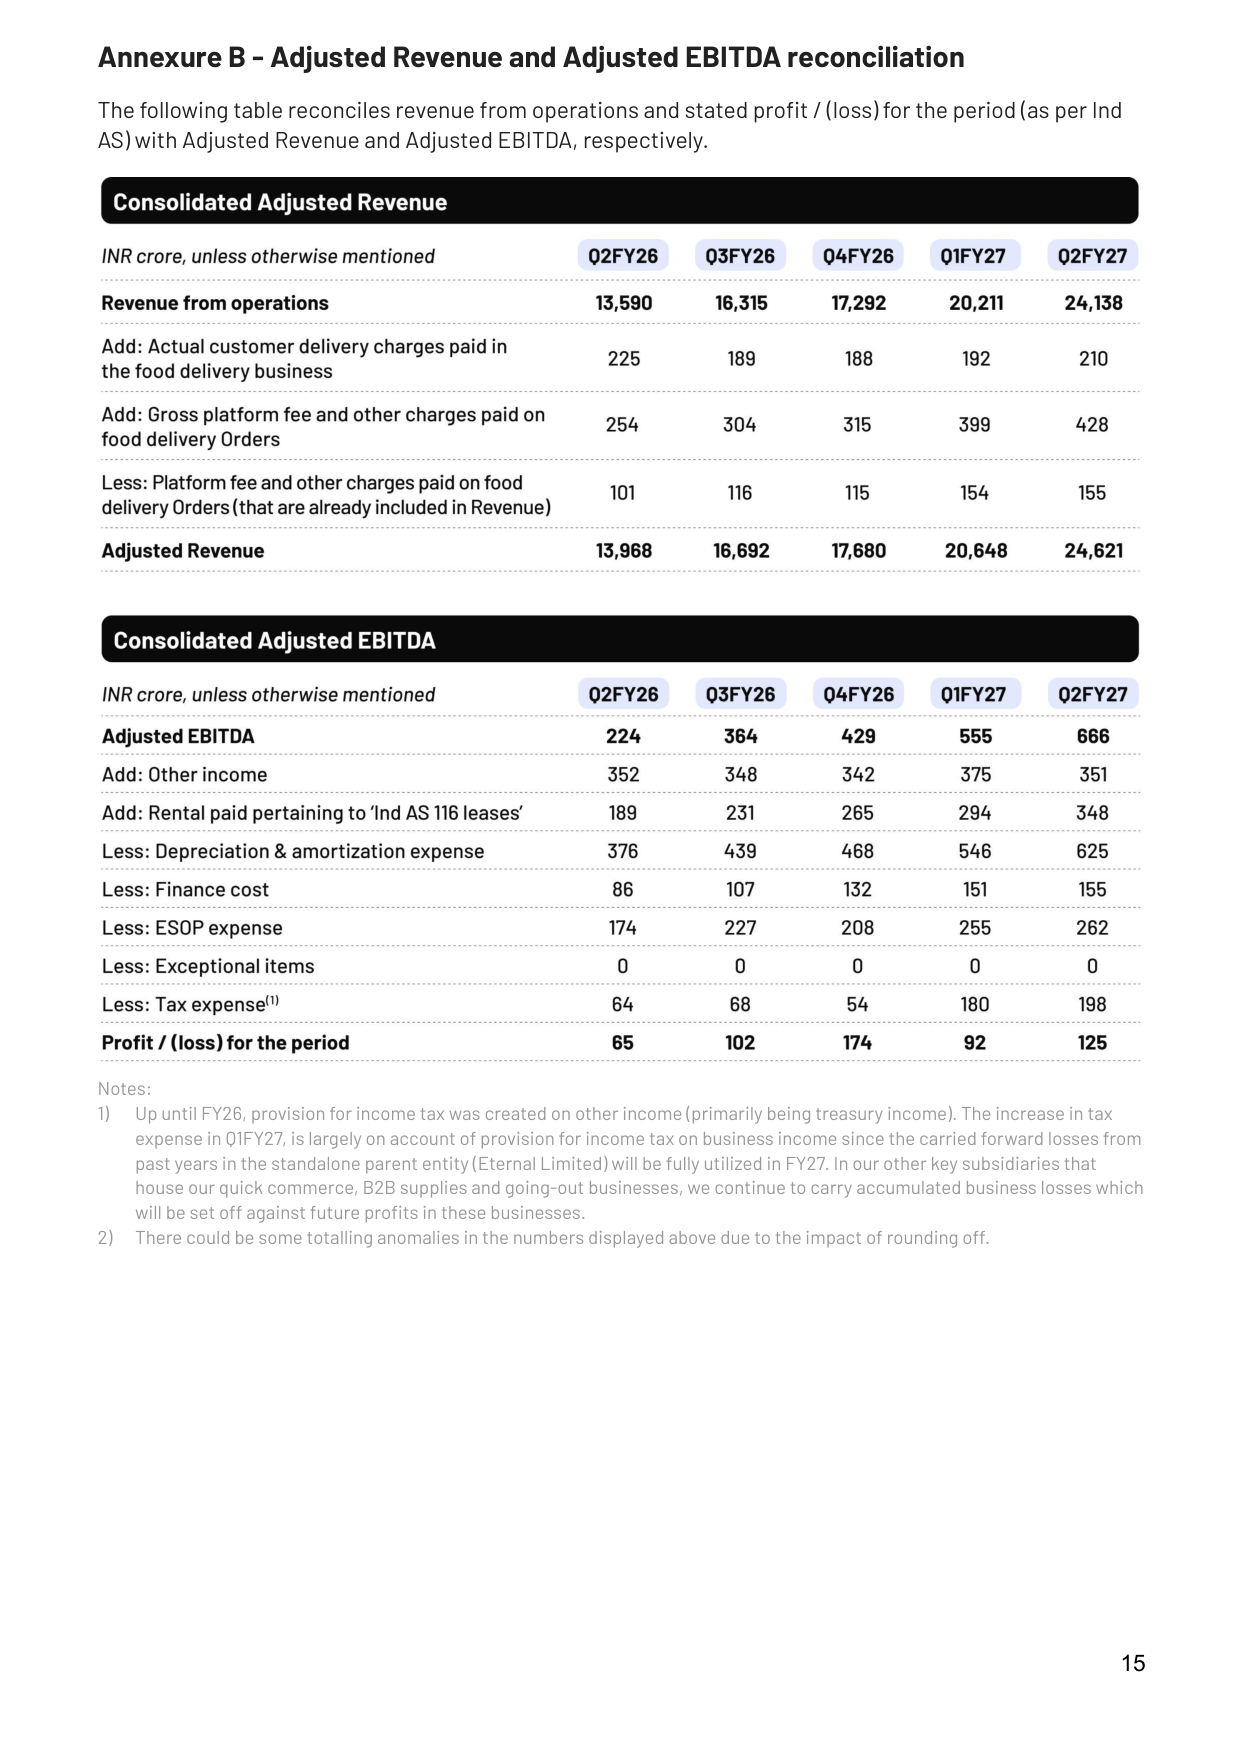 Annexure B - Adjusted Revenue and Adjusted EBITDA reconciliation
The following table reconciles revenue from operations and stated profit / (loss) for the period (as per Ind
AS) with Adjusted Revenue and Adjusted EBITDA, respectively.
Consolidated Adjusted Revenue
INR crore, unless otherwise mentioned Q2FY26 Q3FY26 Q4FY26 Q1FY27 Q2FY27
Revenue from operations 13,590 16,315 17,292 20,211 24,138
Add: Actual customer delivery charges paid in
the food delivery business 225 189 188 192 210
Add: Gross platform fee and other charges paid on
food delivery Orders 254 304 315 399 428
Less: Platform fee and other charges paid on food
delivery Orders (that are already included in Revenue) 101 116 115 154 155
Adjusted Revenue 13,968 16,692 17,680 20,648 24,621
Consolidated Adjusted EBITDA
INR crore, unless otherwise mentioned Q2FY26 Q3FY26 Q4FY26 Q1FY27 Q2FY27
Adjusted EBITDA 224 364 429 555 666
Add: Other income 352 348 342 375 351
Add: Rental paid pertaining to ‘Ind AS 116 leases’ 189 231 265 294 348
Less: Depreciation & amortization expense 376 439 468 546 625
Less: Finance cost 86 107 132 151 155
Less: ESOP expense 174 227 208 255 262
Less: Exceptional items 0 0 0 0 0
Less: Tax expense(1) 64 68 54 180 198
Profit / (loss) for the period 65 102 174 92 125
Notes:
1) Up until FY26, provision for income tax was created on other income (primarily being treasury income). The increase in tax
expense in Q1FY27, is largely on account of provision for income tax on business income since the carried forward losses from
past years in the standalone parent entity (Eternal Limited) will be fully utilized in FY27. In our other key subsidiaries that
house our quick commerce, B2B supplies and going-out businesses, we continue to carry accumulated business losses which
will be set off against future profits in these businesses.
2) There could be some totalling anomalies in the numbers displayed above due to the impact of rounding off.
15